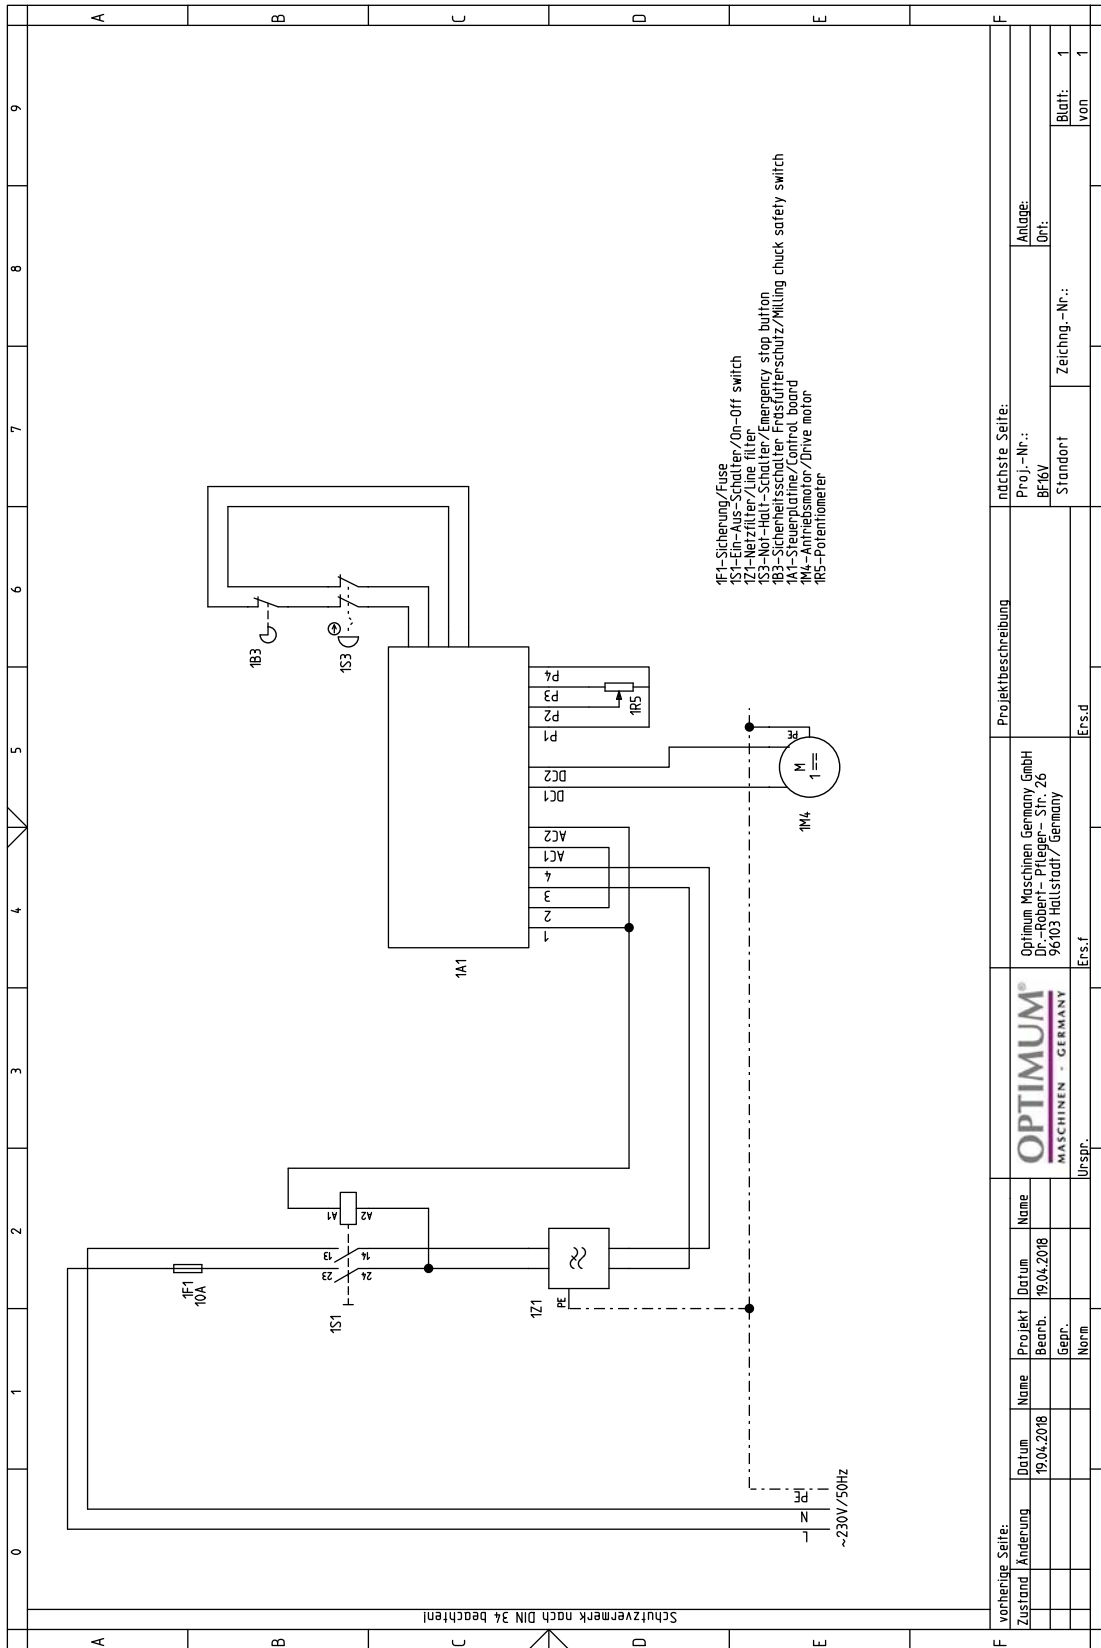 0 1 2 3 4 5 6 7 8 9
A A
B B
C C
D D
E E
F F
Schutzvermerk nach DIN 34 beachten!
L
N
PE
~230V/50Hz
1F1
10A
1S1
13
14
23
24
A1
A2
1Z1
PE
1A1
1
2
3
4
AC1
AC2
DC1
DC2
P1
P2
P3
P4
1B3
1S3
1R5
1M4
M
1
PE
1F1-Sicherung/Fuse
1S1-Ein-Aus-Schalter/On-Off switch
1Z1-Netzfilter/Line filter
1S3-Not-Halt-Schalter/Emergency stop button
1B3-Sicherheitsschalter Fräsfutterschutz/Milling chuck safety switch
1A1-Steuerplatine/Control board
1M4-Antriebsmotor/Drive motor
1R5-Potentiometer
vorherige Seite:
Zustand Änderung Datum Name
19.04.2018
Projekt Datum Name
Bearb. 19.04.2018
Gepr.
Norm
Urspr.
OPTIMUM®
MASCHINEN - GERMANY
Optimum Maschinen Germany GmbH
Dr.-Robert- Pfleger- Str. 26
96103 Hallstadt/ Germany
Ers.f
Ers.d
Projektbeschreibung
nächste Seite:
Proj.-Nr.:
BF16V
Standort
Anlage:
Ort:
Zeichng.-Nr.:
Blatt: 1
von 1